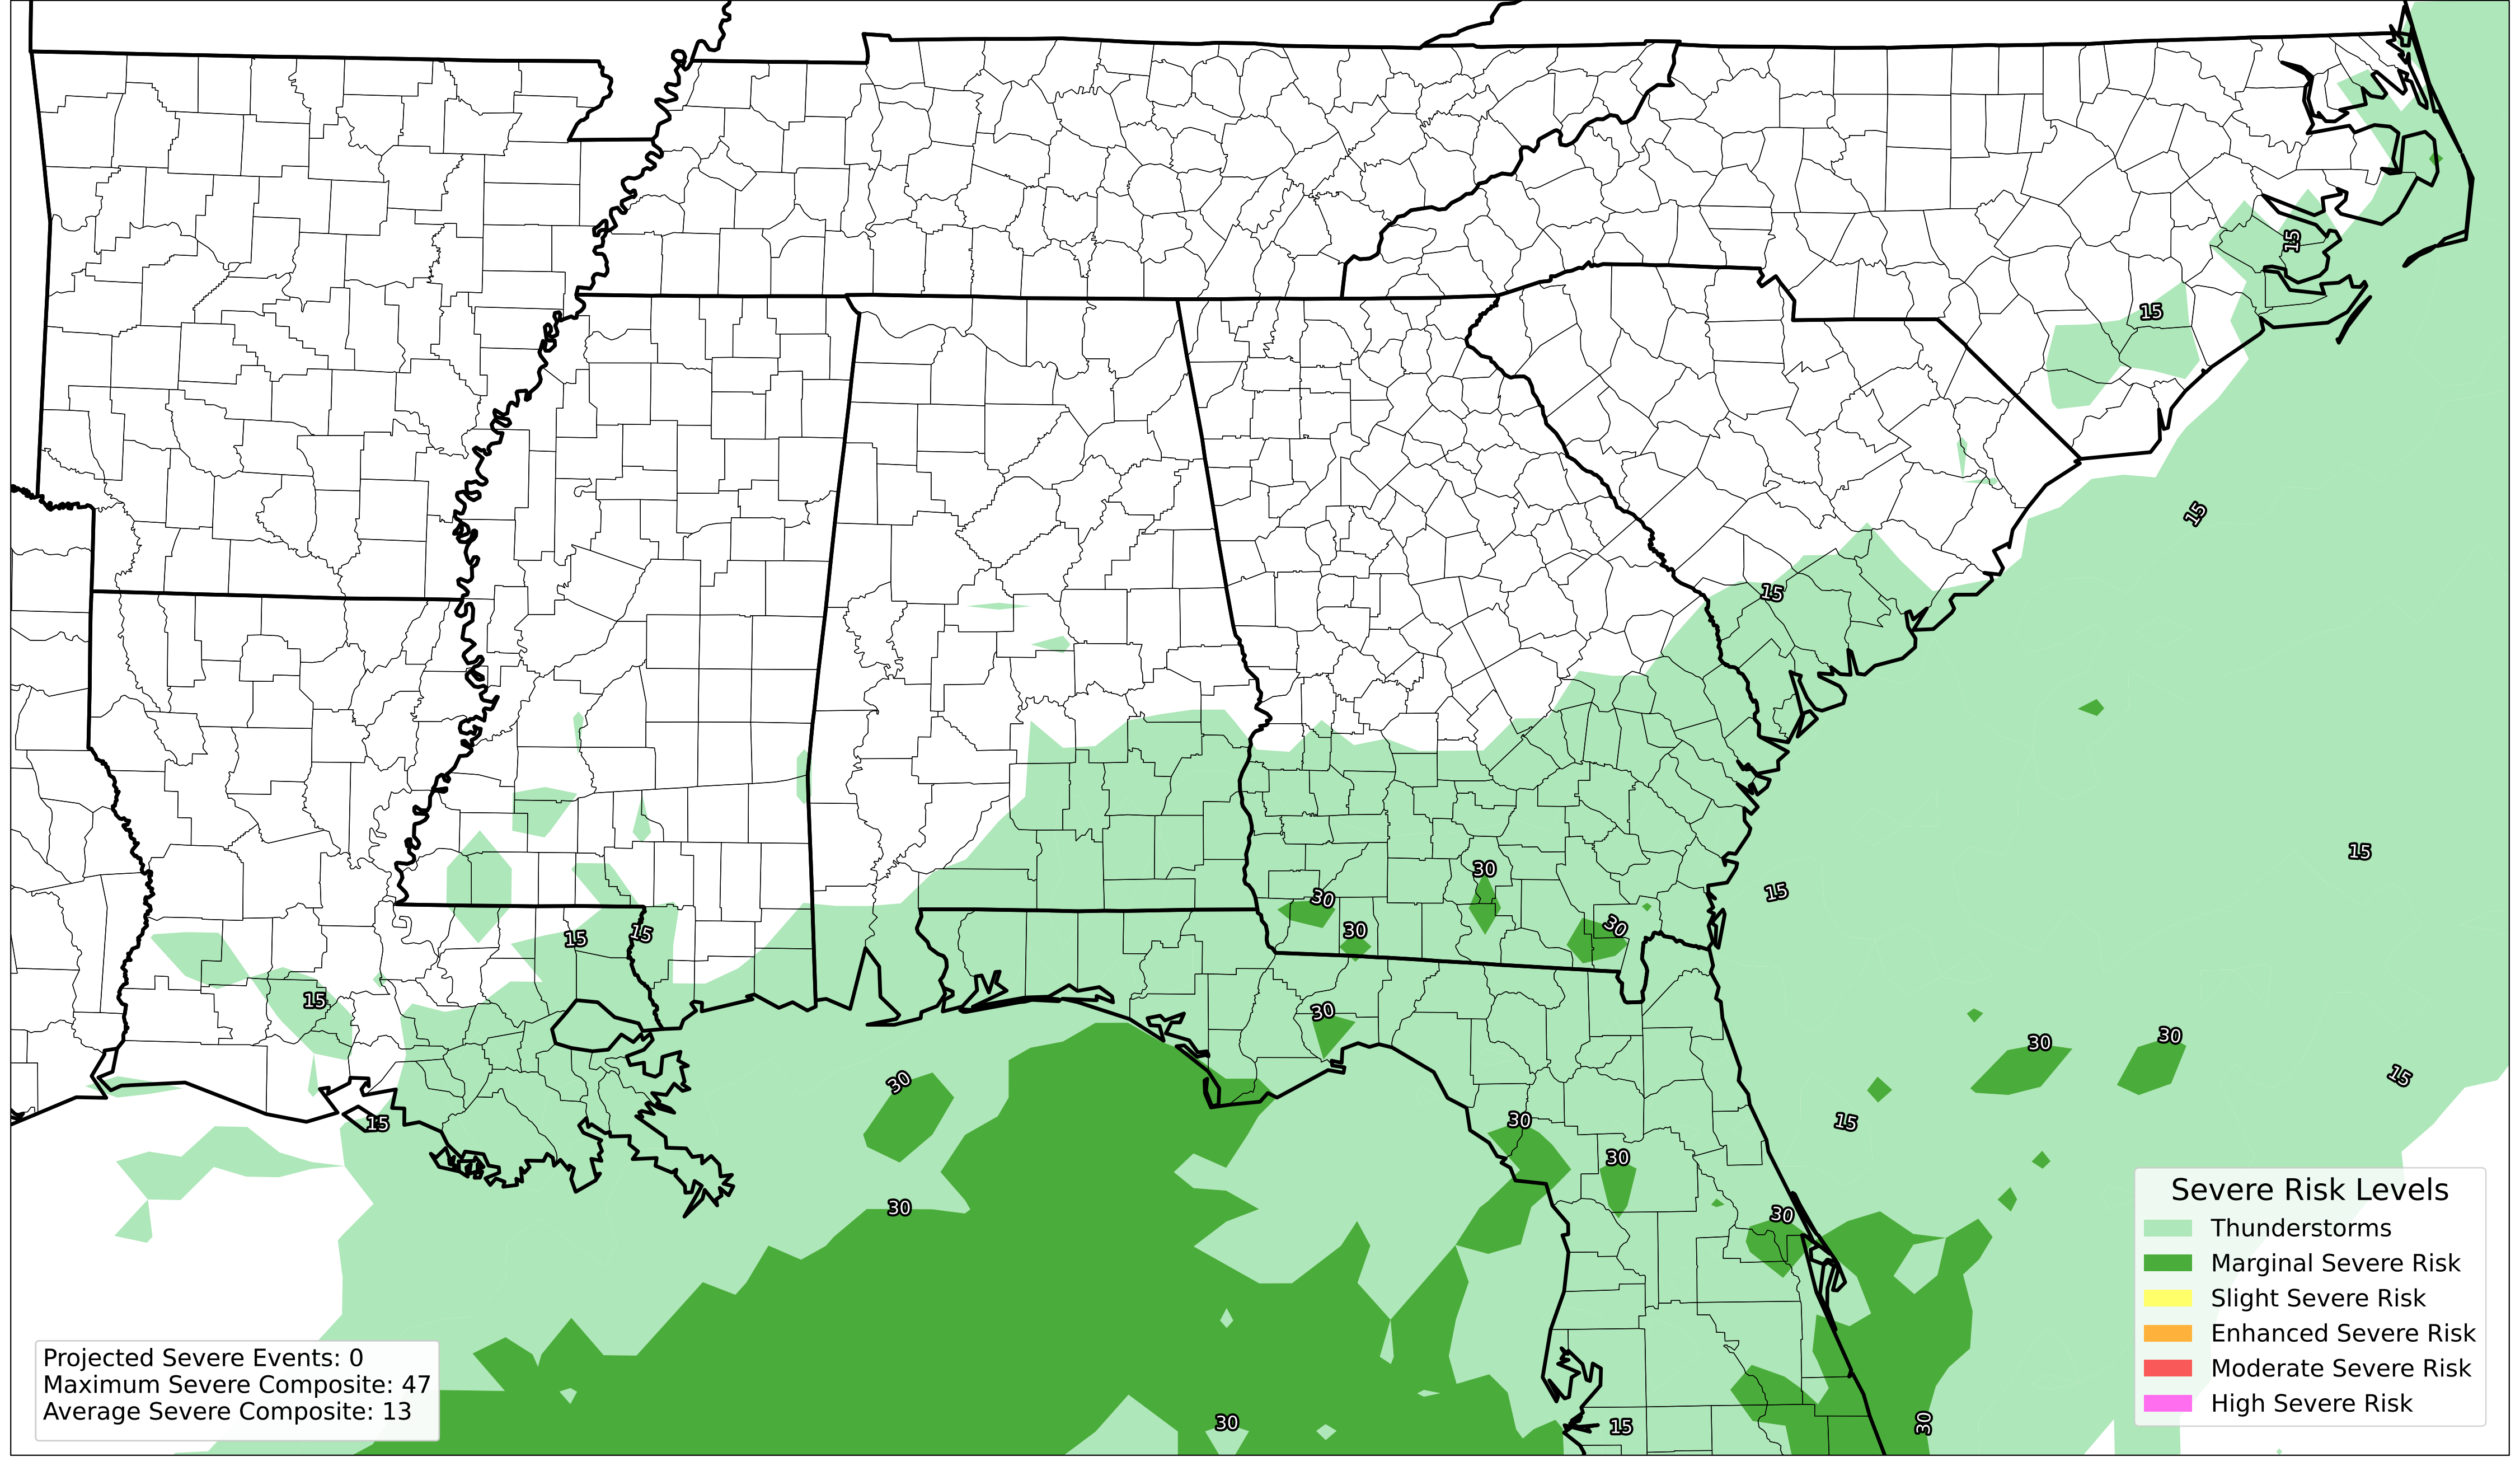 15
15
15
15
15
30
15
30
30
15
15
30
30
15
30
30
30
15
30
15
30
15
30
30
30
15
30
Severe Risk Levels
Thunderstorms
Marginal Severe Risk
Slight Severe Risk
Enhanced Severe Risk
Moderate Severe Risk
High Severe Risk
Projected Severe Events: 0
Maximum Severe Composite: 47
Average Severe Composite: 13